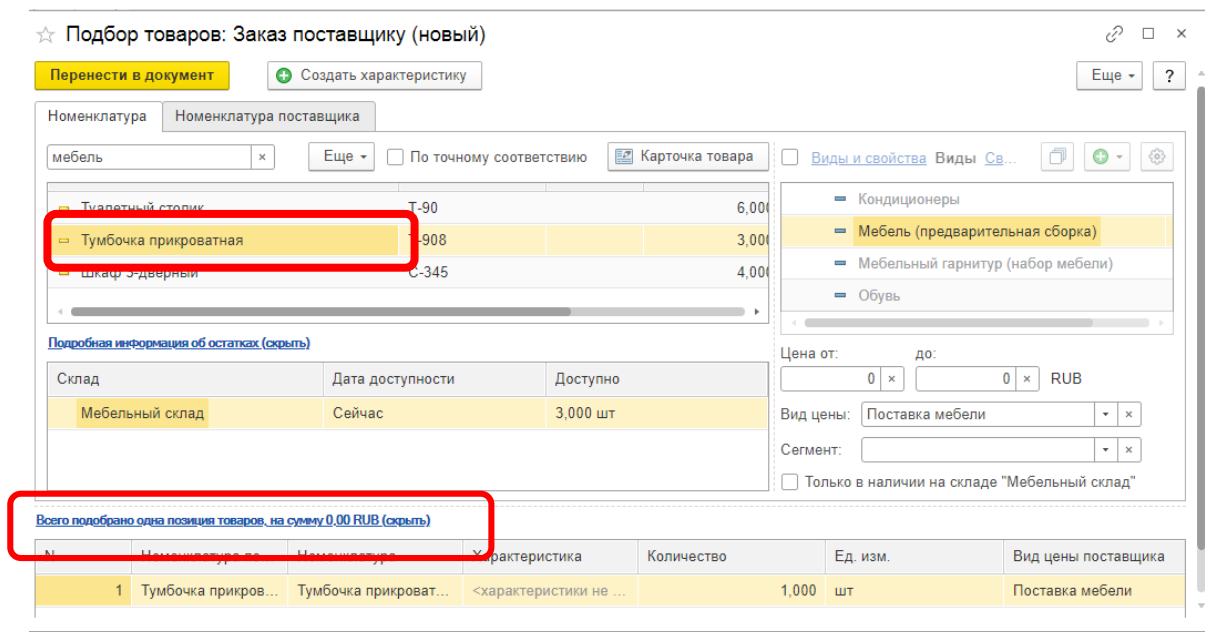 Подбор товаров: Заказ поставщику (новый)
Перенести в документ Создать характеристику Еще ?
Номенклатура Номенклатура поставщика
мебель Еще По точному соответствию Карточка товара Виды и свойства Виды Св...
Туалетный столик Т-90 6,000
Тумбочка прикроватная Т-908 3,000
Шкаф 3-дверный С-345 4,000
Кондиционеры
Мебель (предварительная сборка)
Мебельный гарнитур (набор мебели)
Обувь
Подробная информация об остатках (скрыть)
Склад Дата доступности Доступно
Мебельный склад Сейчас 3,000 шт
Цена от: до:
0 0 RUB
Вид цены: Поставка мебели
Сегмент:
Только в наличии на складе "Мебельный склад"
Всего подобрано одна позиция товаров, на сумму 0,00 RUB (скрыть)
N Номенклатура по... Номенклатура Характеристика Количество Ед. изм. Вид цены поставщика
1 Тумбочка прикров... Тумбочка прикроват... <характеристики не ... 1,000 шт Поставка мебели